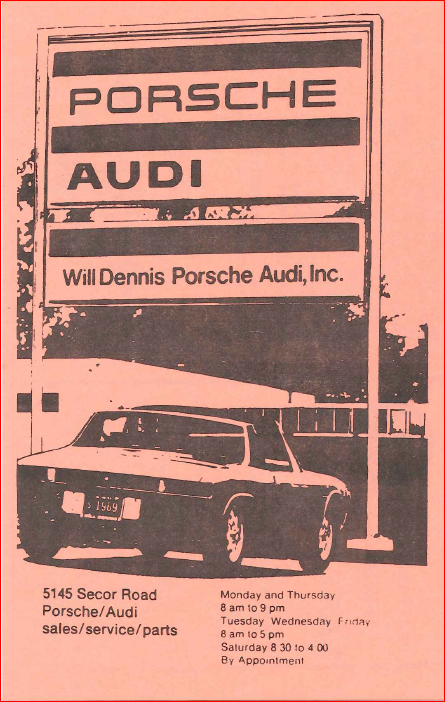 PORSCHE
AUDI
Will Dennis Porsche Audi, Inc.
1969
5145 Secor Road
Porsche/Audi
sales/service/parts
Monday and Thursday
8 am to 9 pm
Tuesday Wednesday Friday
8 am to 5 pm
Saturday 8 30 to 4 00
By Appointment